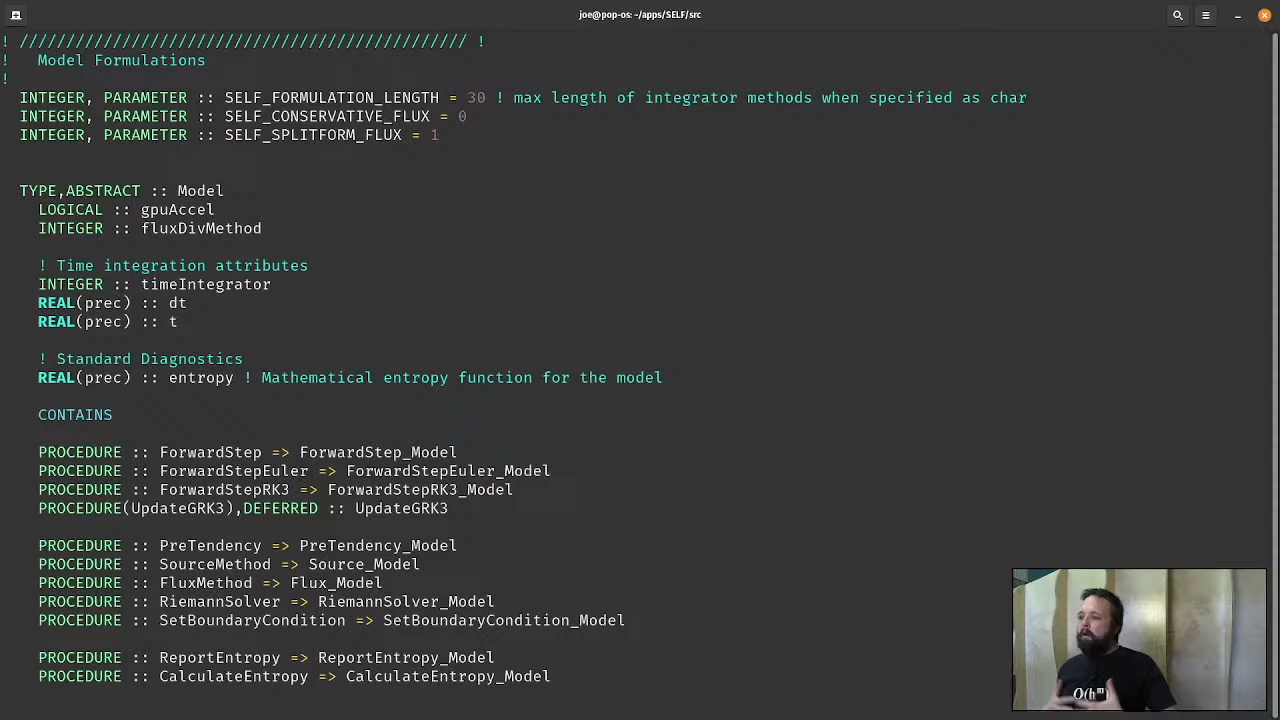 joe@pop-os: ~/apps/SELF/src
! //////////////////////////////////////////////// !
!   Model Formulations
!
INTEGER, PARAMETER :: SELF_FORMULATION_LENGTH = 30 ! max length of integrator methods when specified as char
INTEGER, PARAMETER :: SELF_CONSERVATIVE_FLUX = 0
INTEGER, PARAMETER :: SELF_SPLITFORM_FLUX = 1
TYPE,ABSTRACT :: Model
LOGICAL :: gpuAccel
INTEGER :: fluxDivMethod
! Time integration attributes
INTEGER :: timeIntegrator
REAL(prec) :: dt
REAL(prec) :: t
! Standard Diagnostics
REAL(prec) :: entropy ! Mathematical entropy function for the model
CONTAINS
PROCEDURE :: ForwardStep => ForwardStep_Model
PROCEDURE :: ForwardStepEuler => ForwardStepEuler_Model
PROCEDURE :: ForwardStepRK3 => ForwardStepRK3_Model
PROCEDURE(UpdateGRK3),DEFERRED :: UpdateGRK3
PROCEDURE :: PreTendency => PreTendency_Model
PROCEDURE :: SourceMethod => Source_Model
PROCEDURE :: FluxMethod => Flux_Model
PROCEDURE :: RiemannSolver => RiemannSolver_Model
PROCEDURE :: SetBoundaryCondition => SetBoundaryCondition_Model
PROCEDURE :: ReportEntropy => ReportEntropy_Model
PROCEDURE :: CalculateEntropy => CalculateEntropy_Model
O(hᵐ)